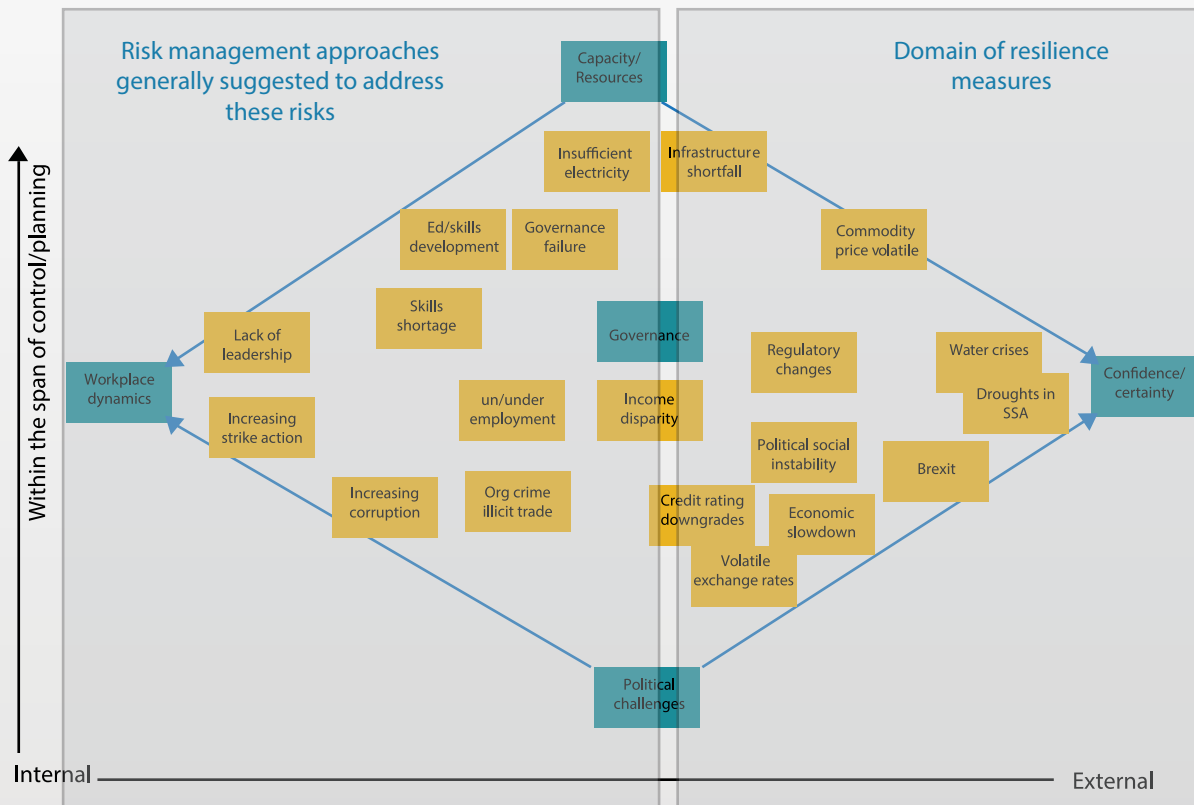 Risk management approaches
generally suggested to address
these risks
Domain of resilience
measures
Capacity/
Resources
Insufficient
electricity
Infrastructure
shortfall
Ed/skills
development
Governance
failure
Commodity
price volatile
Skills
shortage
Lack of
leadership
Governance
Regulatory
changes
Water crises
Workplace
dynamics
Confidence/
certainty
Droughts in
SSA
Increasing
strike action
un/under
employment
Income
disparity
Political social
instability
Brexit
Increasing
corruption
Org crime
illicit trade
Credit rating
downgrades
Economic
slowdown
Volatile
exchange rates
Political
challenges
Within the span of control/planning
Internal
External